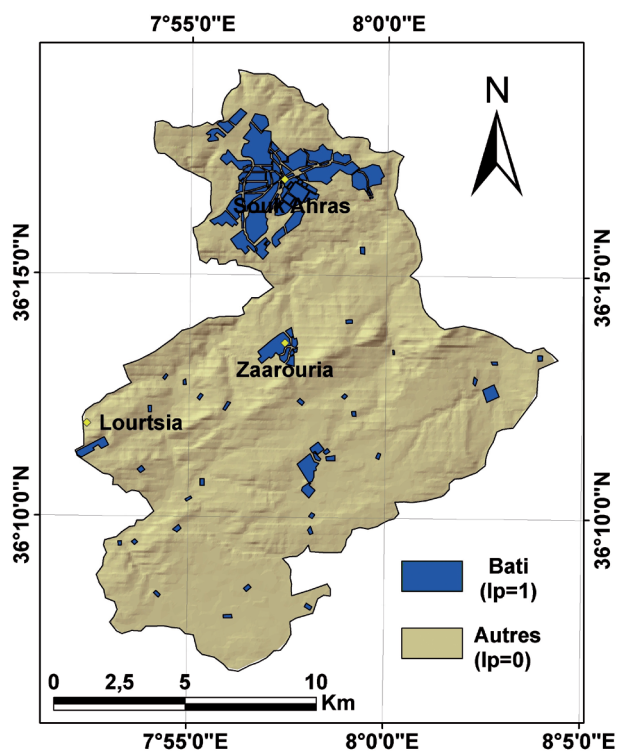 7°55'0"E 8°0'0"E
N
Souk Ahras
36°15'0"N 36°15'0"N
Zaarouria
Lourtsia
36°10'0"N 36°10'0"N
Bati
(Ip=1)
Autres
(Ip=0)
0 2,5 5 10
Km
7°55'0"E 8°0'0"E 8°5'0"E